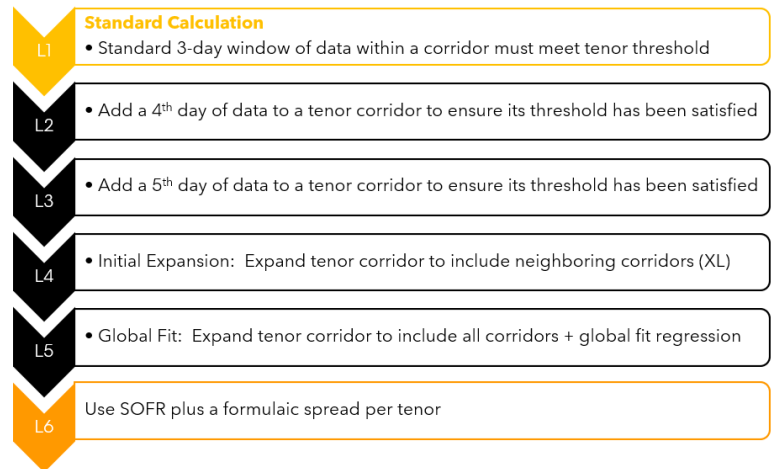 Standard Calculation
L1
• Standard 3-day window of data within a corridor must meet tenor threshold
L2
• Add a 4th day of data to a tenor corridor to ensure its threshold has been satisfied
L3
• Add a 5th day of data to a tenor corridor to ensure its threshold has been satisfied
L4
• Initial Expansion: Expand tenor corridor to include neighboring corridors (XL)
L5
• Global Fit: Expand tenor corridor to include all corridors + global fit regression
L6
Use SOFR plus a formulaic spread per tenor